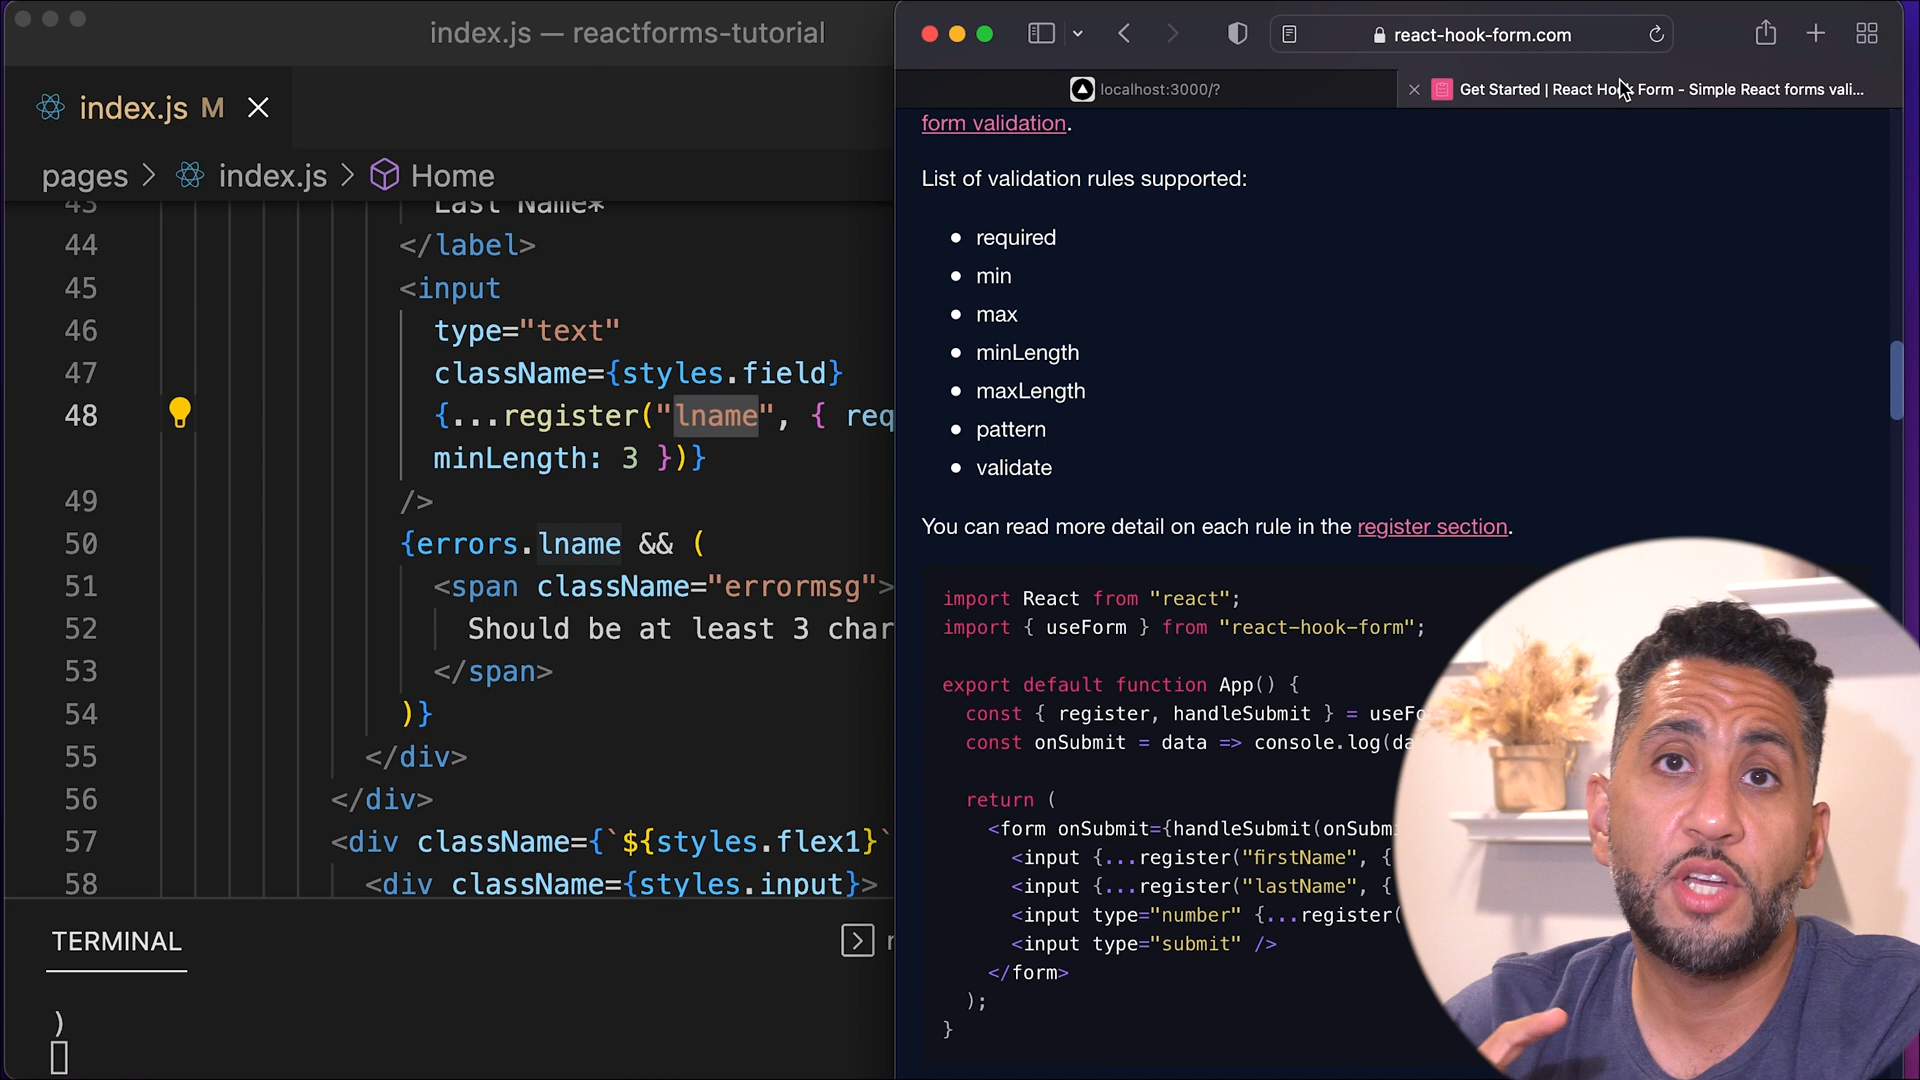 index.js — reactforms-tutorial
index.js M
pages > index.js > Home
43 Last Name*
44 </label>
45 <input
46 type="text"
47 className={styles.field}
48 {...register("lname", { req
minLength: 3 })}
49 />
50 {errors.lname && (
51 <span className="errormsg">
52 Should be at least 3 char
53 </span>
54 )}
55 </div>
56 </div>
57 <div className={`${styles.flex1}`
58 <div className={styles.input}>
TERMINAL
)
react-hook-form.com
localhost:3000/?
Get Started | React Hook Form - Simple React forms vali...
form validation.
List of validation rules supported:
• required
• min
• max
• minLength
• maxLength
• pattern
• validate
You can read more detail on each rule in the register section.
import React from "react";
import { useForm } from "react-hook-form";
export default function App() {
const { register, handleSubmit } = useFo
const onSubmit = data => console.log(da
return (
<form onSubmit={handleSubmit(onSubm
<input {...register("firstName", {
<input {...register("lastName", {
<input type="number" {...register(
<input type="submit" />
</form>
);
}